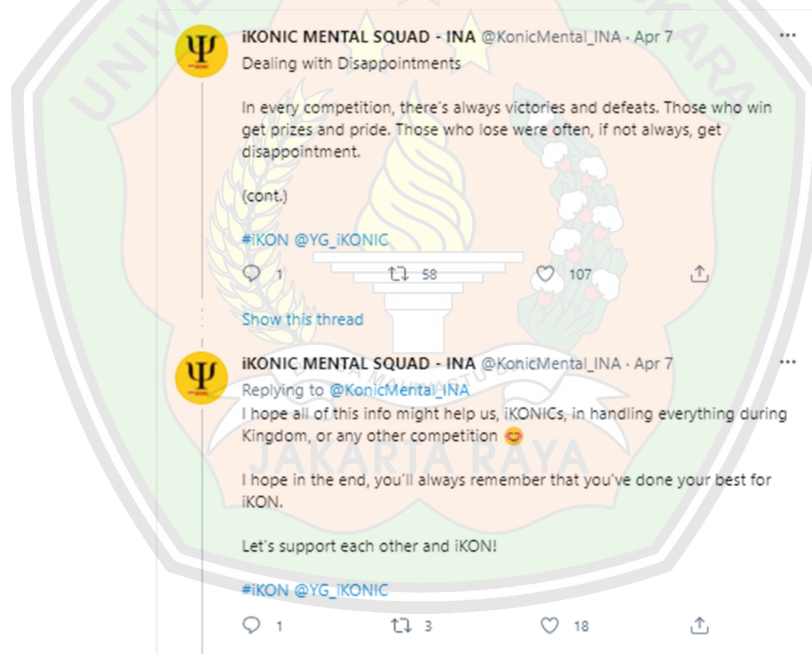 iKONIC MENTAL SQUAD - INA @KonicMental_INA · Apr 7
Dealing with Disappointments
In every competition, there's always victories and defeats. Those who win
get prizes and pride. Those who lose were often, if not always, get
disappointment.
(cont.)
#iKON @YG_iKONIC
1 58 107
Show this thread
iKONIC MENTAL SQUAD - INA @KonicMental_INA · Apr 7
Replying to @KonicMental_INA
I hope all of this info might help us, iKONICs, in handling everything during
Kingdom, or any other competition 😊
I hope in the end, you'll always remember that you've done your best for
iKON.
Let's support each other and iKON!
#iKON @YG_iKONIC
1 3 18
JAKARTA RAYA